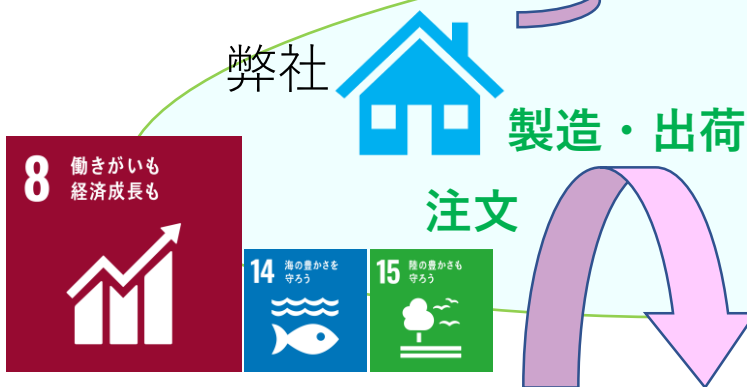 弊社
製造・出荷
注文
8 働きがいも
経済成長も
14 海の豊かさを
守ろう
15 陸の豊かさも
守ろう